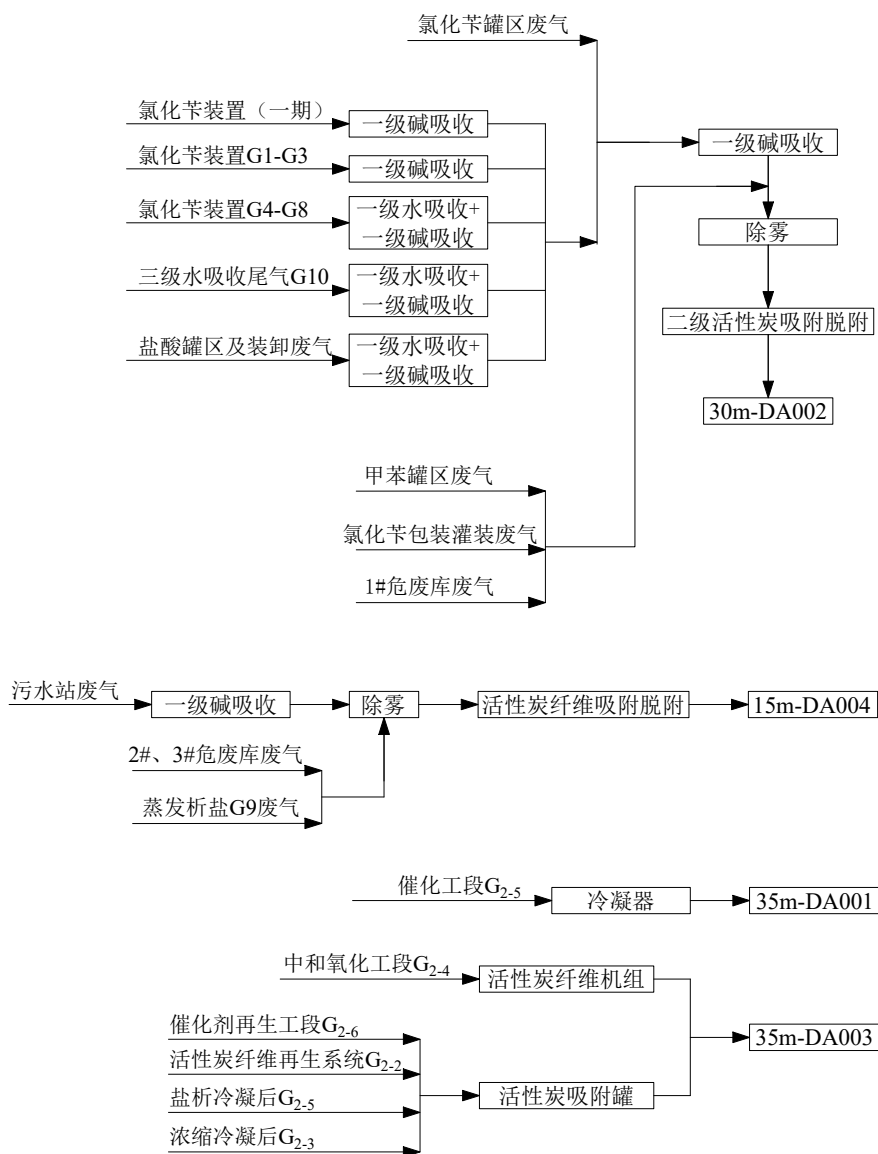 氯化苄罐区废气
氯化苄装置（一期）
一级碱吸收
一级碱吸收
氯化苄装置G1-G3
一级碱吸收
氯化苄装置G4-G8
一级水吸收+
一级碱吸收
除雾
三级水吸收尾气G10
一级水吸收+
一级碱吸收
二级活性炭吸附脱附
盐酸罐区及装卸废气
一级水吸收+
一级碱吸收
30m-DA002
甲苯罐区废气
氯化苄包装灌装废气
1#危废库废气
污水站废气
一级碱吸收
除雾
活性炭纤维吸附脱附
15m-DA004
2#、3#危废库废气
蒸发析盐G9废气
催化工段G2-5
冷凝器
35m-DA001
中和氧化工段G2-4
活性炭纤维机组
催化剂再生工段G2-6
35m-DA003
活性炭纤维再生系统G2-2
盐析冷凝后G2-5
活性炭吸附罐
浓缩冷凝后G2-3